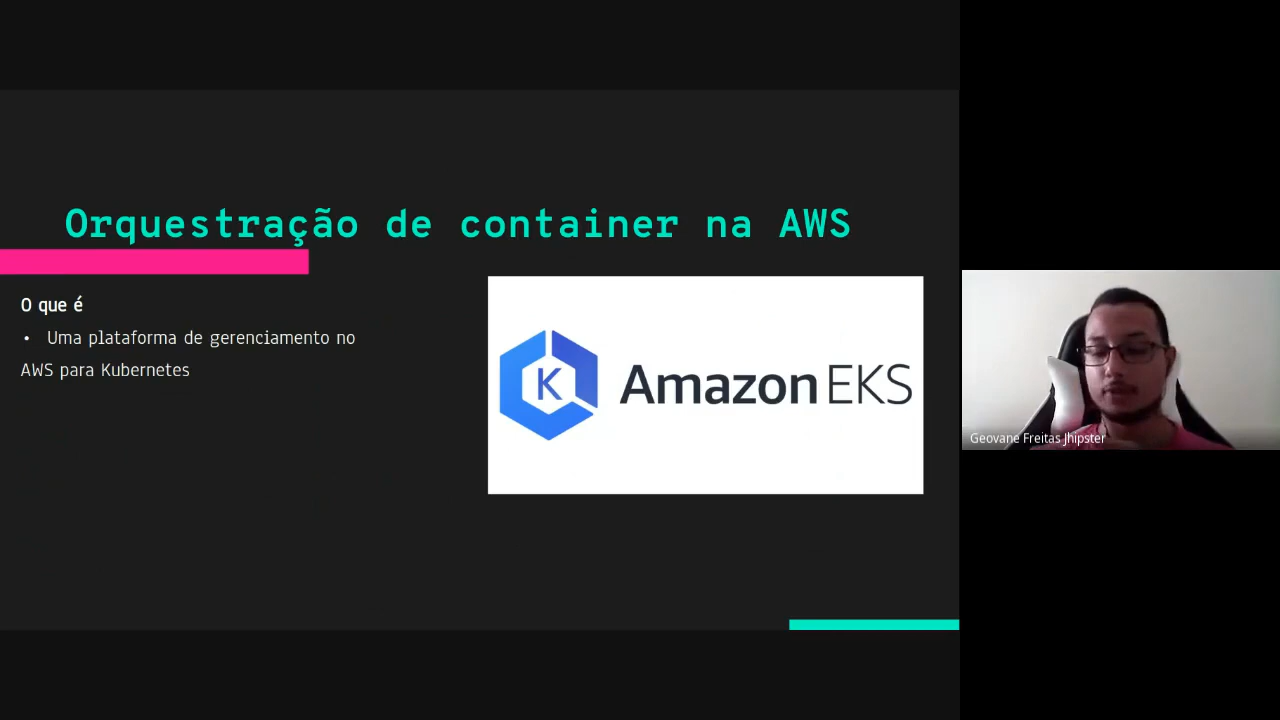 Orquestração de container na AWS
O que é
• Uma plataforma de gerenciamento no
AWS para Kubernetes
K
Amazon EKS
Geovane Freitas Jhipster